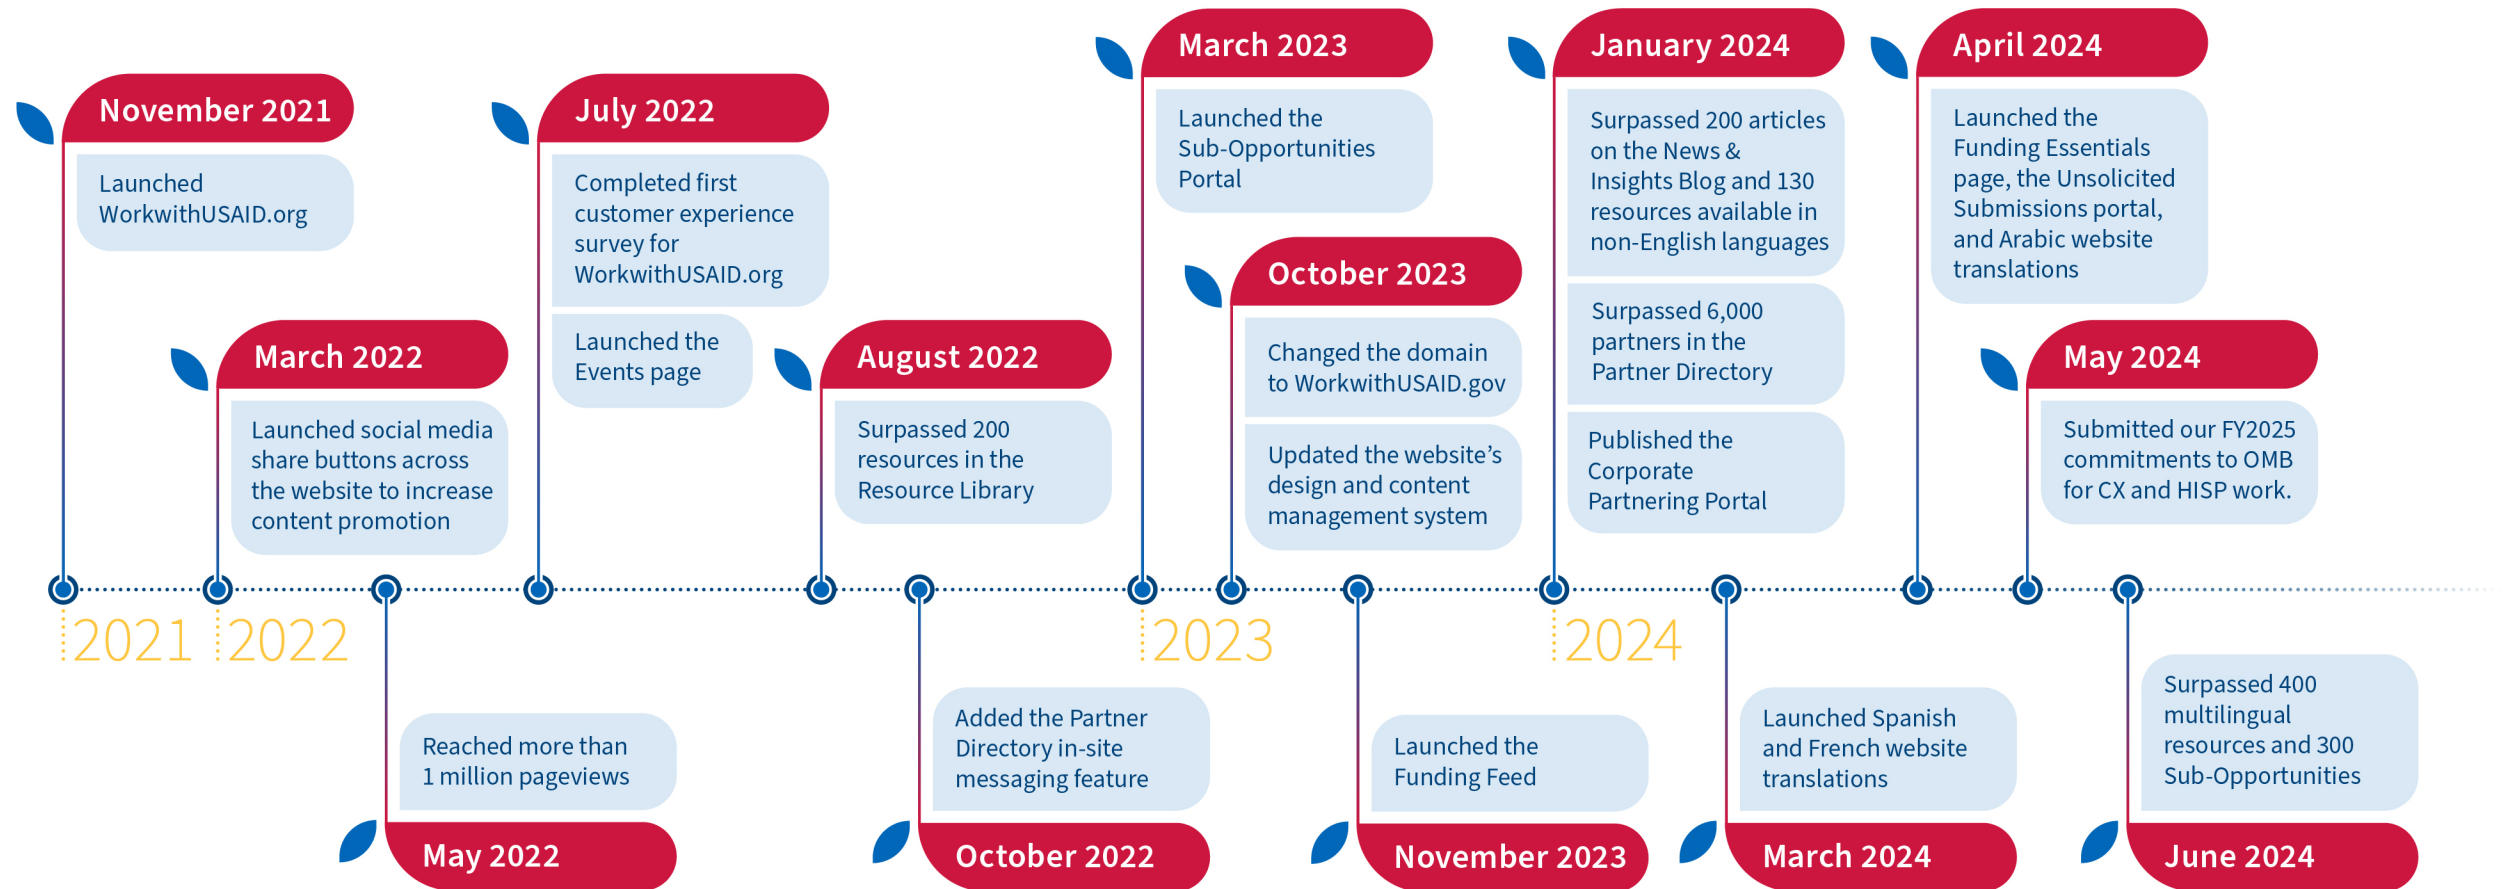 November 2021
Launched
WorkwithUSAID.org
March 2022
Launched social media
share buttons across
the website to increase
content promotion
July 2022
Completed first
customer experience
survey for
WorkwithUSAID.org
Launched the
Events page
August 2022
Surpassed 200
resources in the
Resource Library
March 2023
Launched the
Sub-Opportunities
Portal
October 2023
Changed the domain
to WorkwithUSAID.gov
Updated the website’s
design and content
management system
January 2024
Surpassed 200 articles
on the News &
Insights Blog and 130
resources available in
non-English languages
Surpassed 6,000
partners in the
Partner Directory
Published the
Corporate
Partnering Portal
April 2024
Launched the
Funding Essentials
page, the Unsolicited
Submissions portal,
and Arabic website
translations
May 2024
Submitted our FY2025
commitments to OMB
for CX and HISP work.
2021
2022
2023
2024
Reached more than
1 million pageviews
May 2022
Added the Partner
Directory in-site
messaging feature
October 2022
Launched the
Funding Feed
November 2023
Launched Spanish
and French website
translations
March 2024
Surpassed 400
multilingual
resources and 300
Sub-Opportunities
June 2024